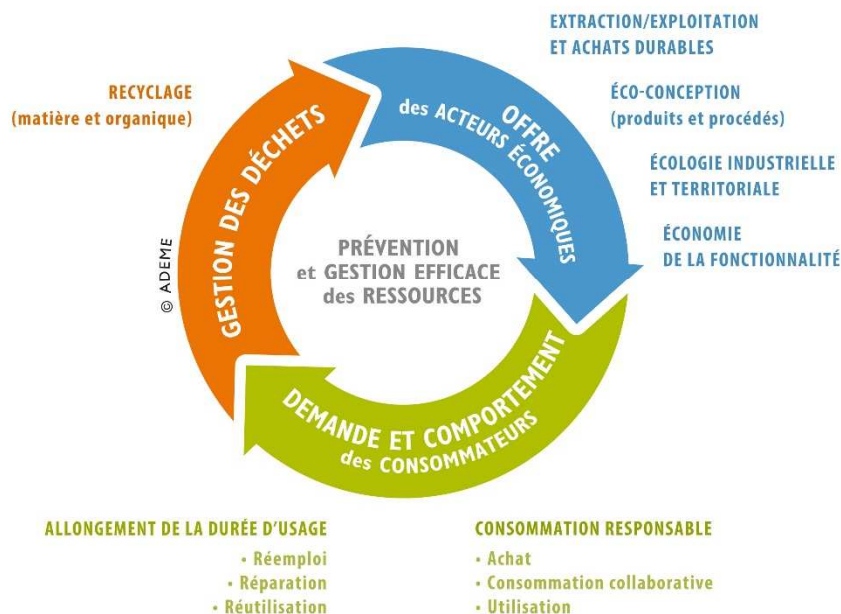 EXTRACTION/EXPLOITATION
ET ACHATS DURABLES
ÉCO-CONCEPTION
(produits et procédés)
ÉCOLOGIE INDUSTRIELLE
ET TERRITORIALE
ÉCONOMIE
DE LA FONCTIONNALITÉ
OFFRE
des ACTEURS ÉCONOMIQUES
RECYCLAGE
(matière et organique)
GESTION DES DÉCHETS
© ADEME
PRÉVENTION
et GESTION EFFICACE
des RESSOURCES
DEMANDE ET COMPORTEMENT
des CONSOMMATEURS
ALLONGEMENT DE LA DURÉE D'USAGE
• Réemploi
• Réparation
• Réutilisation
CONSOMMATION RESPONSABLE
• Achat
• Consommation collaborative
• Utilisation